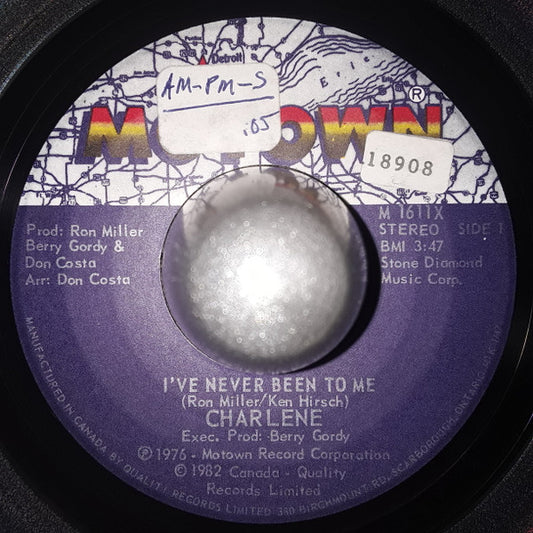 Detroit
Erie
AM-PM-S
.05
MOTOWN ®
18908
M 1611X
STEREO SIDE 1
BMI 3:47
Stone Diamond
Music Corp.
Prod: Ron Miller
Berry Gordy &
Don Costa
Arr: Don Costa
I'VE NEVER BEEN TO ME
(Ron Miller/Ken Hirsch)
CHARLENE
Exec. Prod: Berry Gordy
℗ 1976 - Motown Record Corporation
© 1982 Canada - Quality
Records Limited
MANUFACTURED IN CANADA BY QUALITY RECORDS LIMITED 380 BIRCHMOUNT RD, SCARBOROUGH, ONTARIO